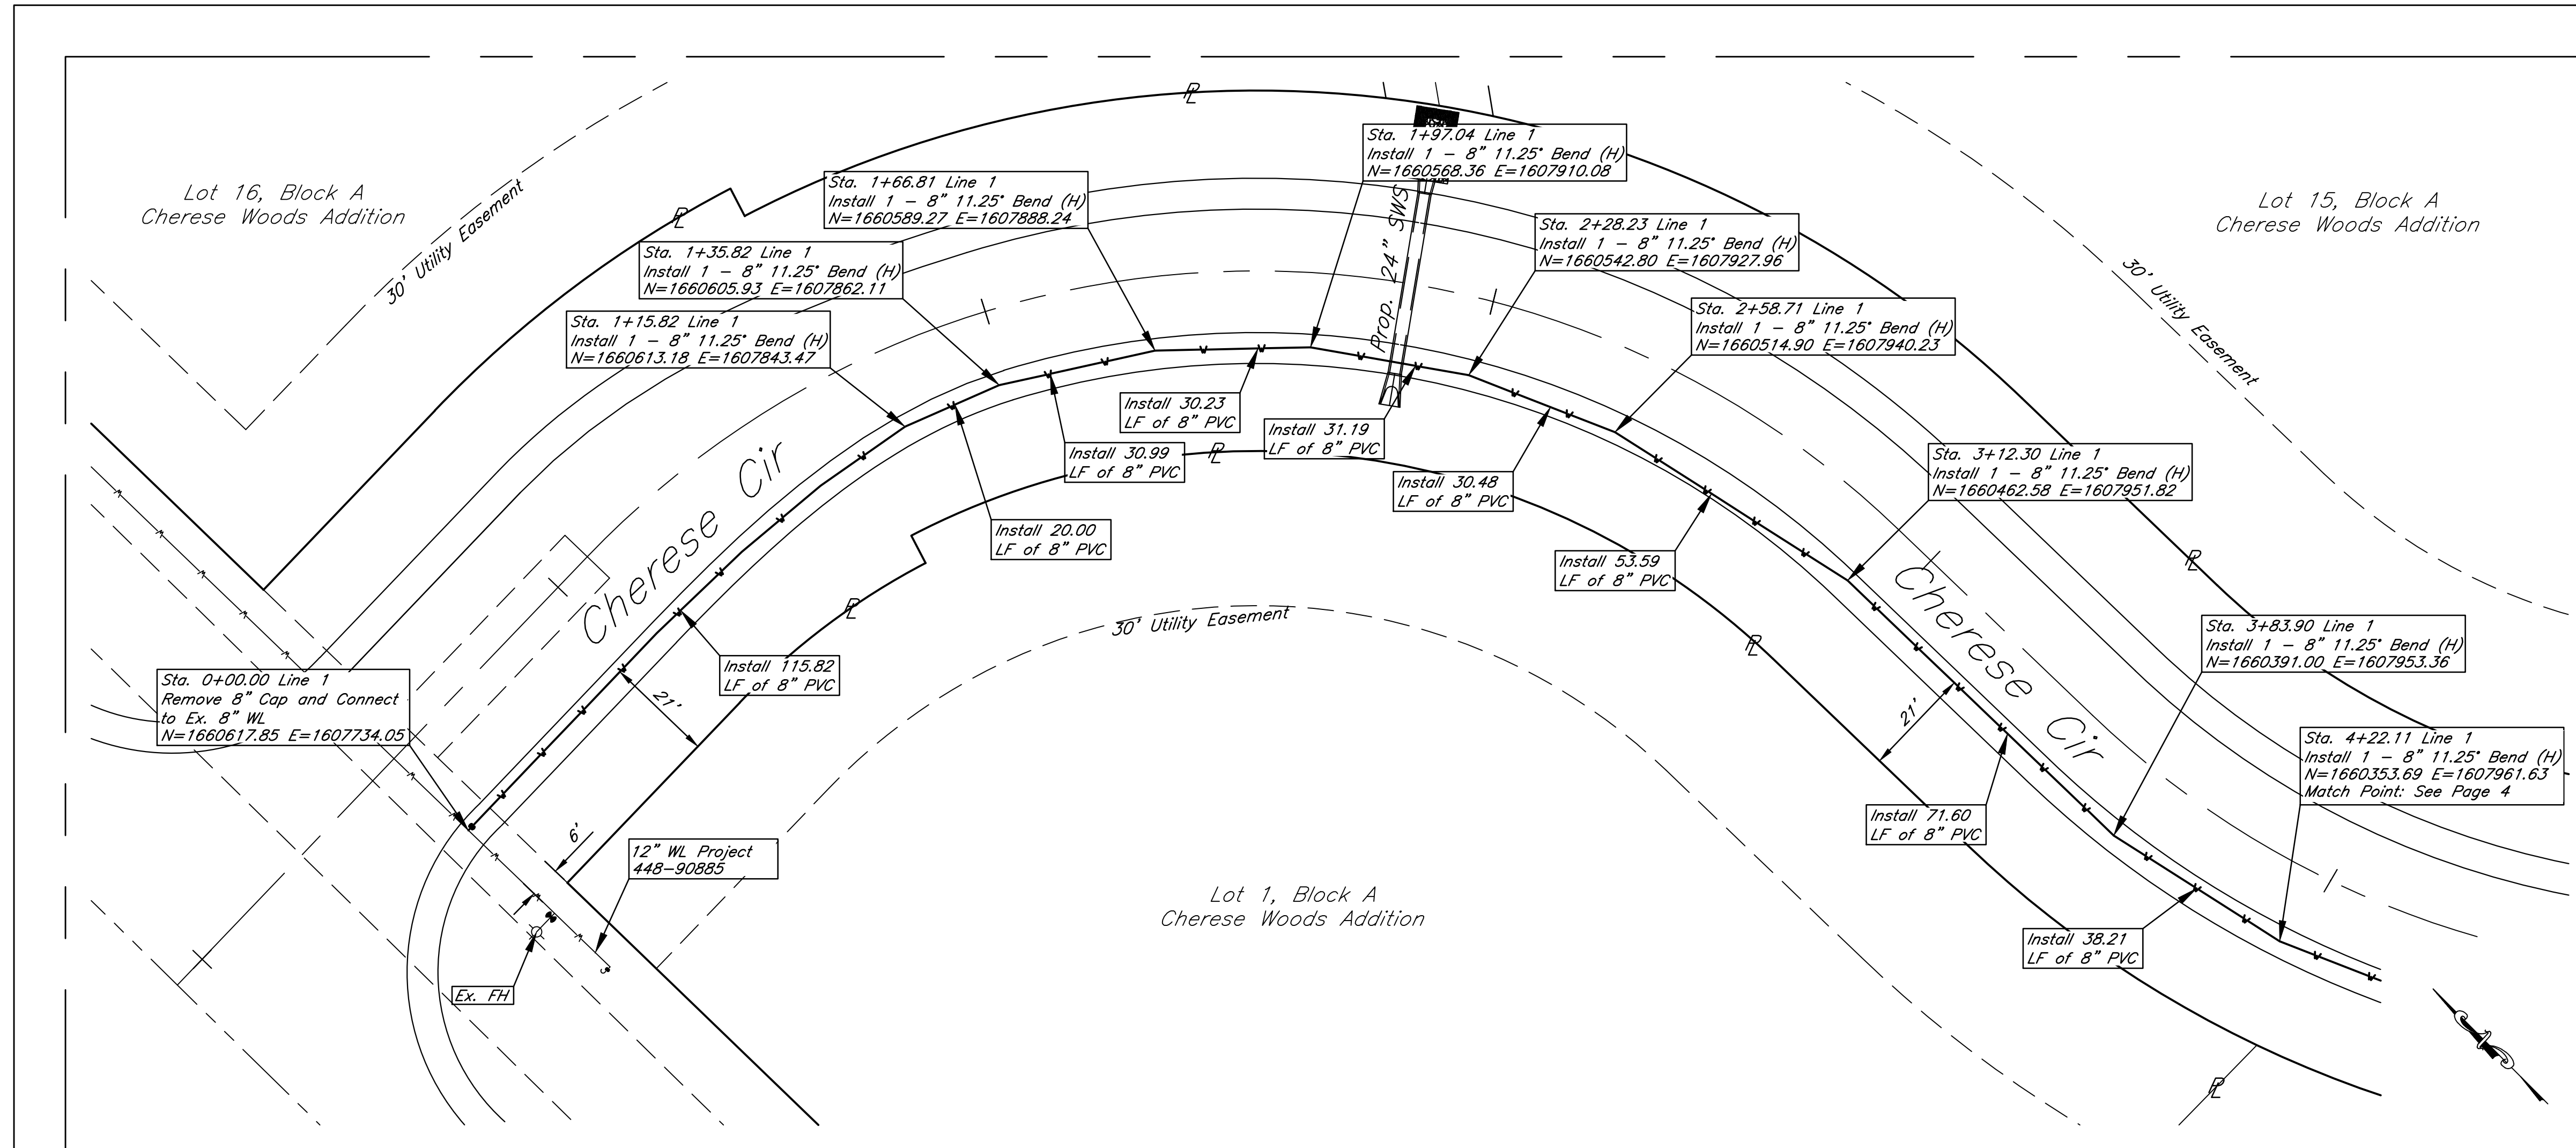 Lot 16, Block A
Cherese Woods Addition
30' Utility Easement
Sta. 1+97.04 Line 1
Install 1 - 8" 11.25° Bend (H)
N=1660568.36 E=1607910.08
Sta. 1+66.81 Line 1
Install 1 - 8" 11.25° Bend (H)
N=1660589.27 E=1607888.24
Sta. 1+35.82 Line 1
Install 1 - 8" 11.25° Bend (H)
N=1660605.93 E=1607862.11
Sta. 1+15.82 Line 1
Install 1 - 8" 11.25° Bend (H)
N=1660613.18 E=1607843.47
Prop. 24" SWS
Sta. 2+28.23 Line 1
Install 1 - 8" 11.25° Bend (H)
N=1660542.80 E=1607927.96
Sta. 2+58.71 Line 1
Install 1 - 8" 11.25° Bend (H)
N=1660514.90 E=1607940.23
Lot 15, Block A
Cherese Woods Addition
30' Utility Easement
Install 30.23
LF of 8" PVC
Install 31.19
LF of 8" PVC
Install 30.99
LF of 8" PVC
Install 30.48
LF of 8" PVC
Install 20.00
LF of 8" PVC
Install 53.59
LF of 8" PVC
Sta. 3+12.30 Line 1
Install 1 - 8" 11.25° Bend (H)
N=1660462.58 E=1607951.82
Cherese Cir
Cherese Cir
30' Utility Easement
Install 115.82
LF of 8" PVC
21'
21'
Sta. 0+00.00 Line 1
Remove 8" Cap and Connect
to Ex. 8" WL
N=1660617.85 E=1607734.05
Sta. 3+83.90 Line 1
Install 1 - 8" 11.25° Bend (H)
N=1660391.00 E=1607953.36
Sta. 4+22.11 Line 1
Install 1 - 8" 11.25° Bend (H)
N=1660353.69 E=1607961.63
Match Point: See Page 4
Install 71.60
LF of 8" PVC
6'
12" WL Project
448-90885
Lot 1, Block A
Cherese Woods Addition
Install 38.21
LF of 8" PVC
Ex. FH